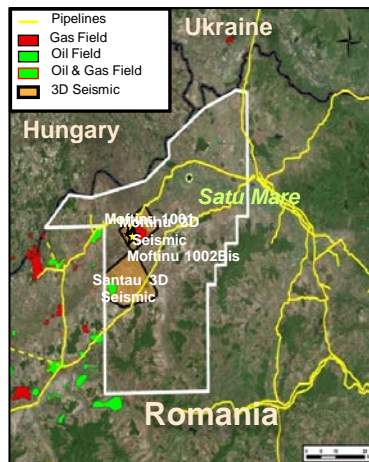 Pipelines
Gas Field
Oil Field
Oil & Gas Field
3D Seismic
Ukraine
Hungary
Satu Mare
Moftinu 1001
Moftinu 3D
Seismic
Moftinu 1002Bis
Santau 3D
Seismic
Romania